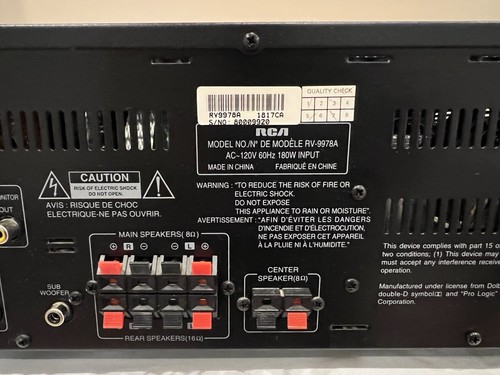 QUALITY CHECK
1 2 3 4
5 6 7 8
RV9978A 1817CA
S/NO: 80009920
RCA
MODEL NO./N° DE MODÈLE RV-9978A
AC~120V 60Hz 180W INPUT
MADE IN CHINA FABRIQUÉ EN CHINE
CAUTION
RISK OF ELECTRIC SHOCK
DO NOT OPEN.
AVIS : RISQUE DE CHOC
ELECTRIQUE-NE PAS OUVRIR.
WARNING : "TO REDUCE THE RISK OF FIRE OR
ELECTRIC SHOCK.
DO NOT EXPOSE
THIS APPLIANCE TO RAIN OR MOISTURE."
AVERTISSEMENT : "AFIN D'ÉVITER LES DANGERS
D'INCENDIE ET D'ÉLECTROCUTION,
NE PAS EXPOSER CET APPAREIL
À LA PLUIE NI À L'HUMIDITÉ."
ONITOR
OUT
SUB
WOOFER
MAIN SPEAKERS (8Ω)
+ R - - L +
REAR SPEAKERS (16Ω)
CENTER
SPEAKER (8Ω)
- +
This device complies with part 15 o
two conditions; (1) This device may
must accept any interference receive
operation.
Manufactured under license from Dolb
double-D symbol and "Pro Logic"
Corporation.